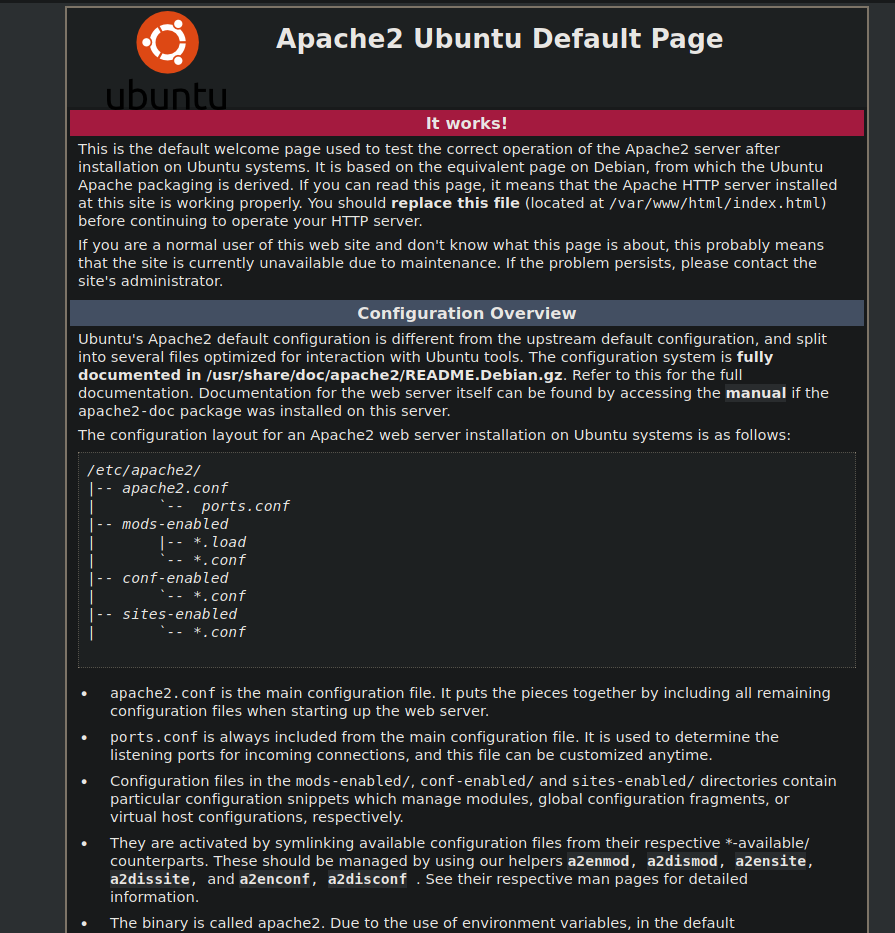 ubuntu
Apache2 Ubuntu Default Page
It works!
This is the default welcome page used to test the correct operation of the Apache2 server after
installation on Ubuntu systems. It is based on the equivalent page on Debian, from which the Ubuntu
Apache packaging is derived. If you can read this page, it means that the Apache HTTP server installed
at this site is working properly. You should replace this file (located at /var/www/html/index.html)
before continuing to operate your HTTP server.
If you are a normal user of this web site and don't know what this page is about, this probably means
that the site is currently unavailable due to maintenance. If the problem persists, please contact the
site's administrator.
Configuration Overview
Ubuntu's Apache2 default configuration is different from the upstream default configuration, and split
into several files optimized for interaction with Ubuntu tools. The configuration system is fully
documented in /usr/share/doc/apache2/README.Debian.gz. Refer to this for the full
documentation. Documentation for the web server itself can be found by accessing the manual if the
apache2-doc package was installed on this server.
The configuration layout for an Apache2 web server installation on Ubuntu systems is as follows:
/etc/apache2/
|-- apache2.conf
|       `--  ports.conf
|-- mods-enabled
|       |-- *.load
|       `-- *.conf
|-- conf-enabled
|       `-- *.conf
|-- sites-enabled
|       `-- *.conf
• apache2.conf is the main configuration file. It puts the pieces together by including all remaining
configuration files when starting up the web server.
• ports.conf is always included from the main configuration file. It is used to determine the
listening ports for incoming connections, and this file can be customized anytime.
• Configuration files in the mods-enabled/, conf-enabled/ and sites-enabled/ directories contain
particular configuration snippets which manage modules, global configuration fragments, or
virtual host configurations, respectively.
• They are activated by symlinking available configuration files from their respective *-available/
counterparts. These should be managed by using our helpers a2enmod, a2dismod, a2ensite,
a2dissite, and a2enconf, a2disconf . See their respective man pages for detailed
information.
• The binary is called apache2. Due to the use of environment variables, in the default